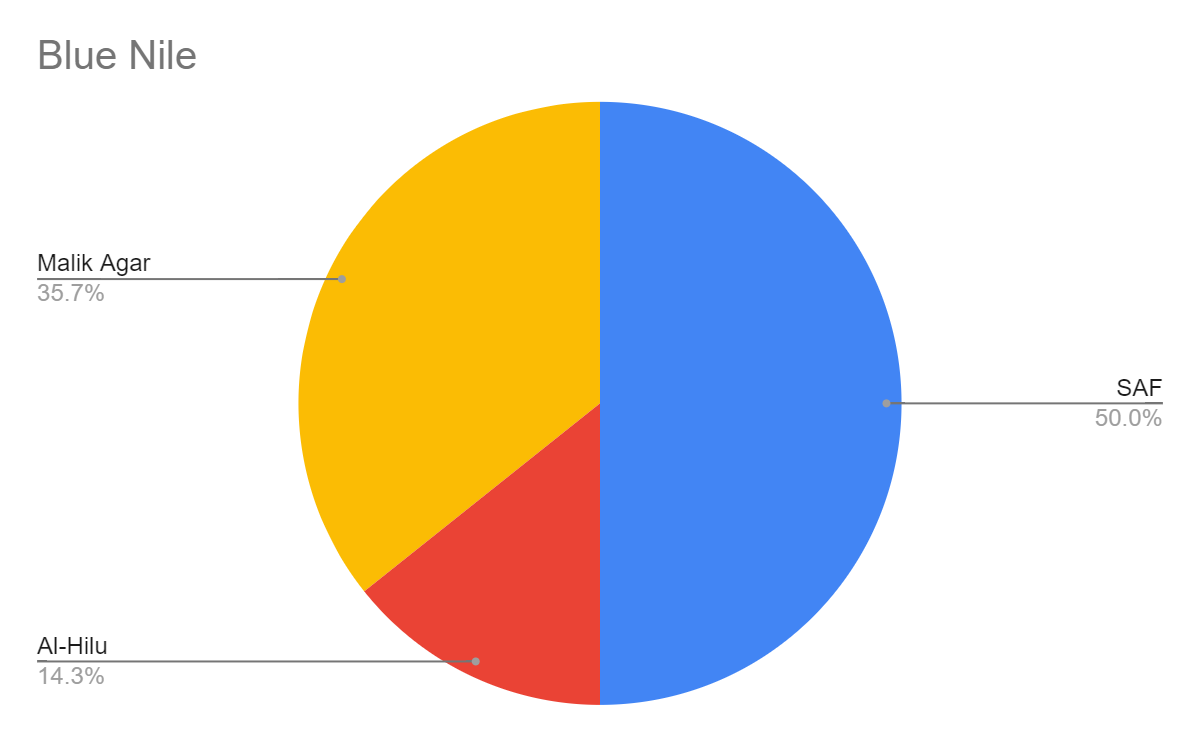 Blue Nile
Malik Agar
35.7%
SAF
50.0%
Al-Hilu
14.3%